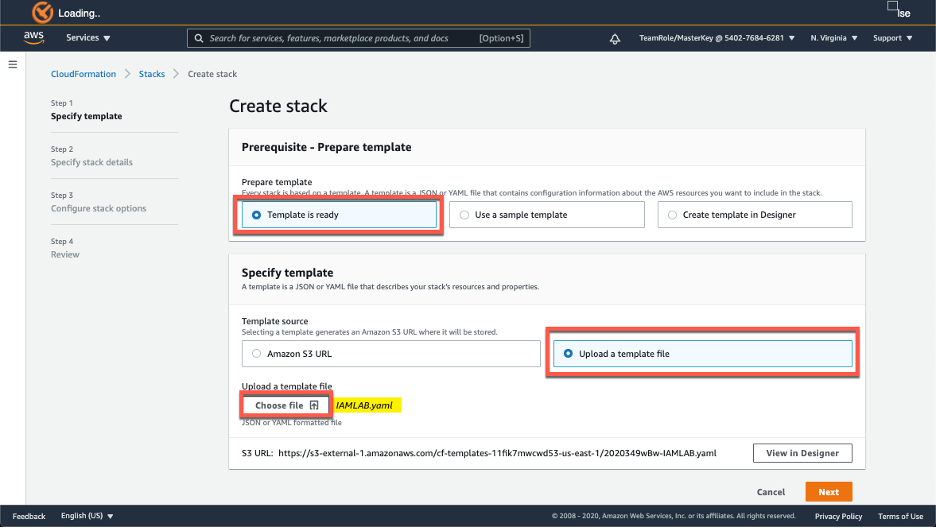 Loading..
lse
aws
Services
Search for services, features, marketplace products, and docs [Option+S]
TeamRole/MasterKey @ 5402-7684-6281
N. Virginia
Support
CloudFormation
Stacks
Create stack
Step 1
Specify template
Step 2
Specify stack details
Step 3
Configure stack options
Step 4
Review
Create stack
Prerequisite - Prepare template
Prepare template
Every stack is based on a template. A template is a JSON or YAML file that contains configuration information about the AWS resources you want to include in the stack.
Template is ready
Use a sample template
Create template in Designer
Specify template
A template is a JSON or YAML file that describes your stack's resources and properties.
Template source
Selecting a template generates an Amazon S3 URL where it will be stored.
Amazon S3 URL
Upload a template file
Upload a template file
Choose file
IAMLAB.yaml
JSON or YAML formatted file
S3 URL: https://s3-external-1.amazonaws.com/cf-templates-11fik7mwcwd53-us-east-1/2020349wBw-IAMLAB.yaml
View in Designer
Cancel
Next
Feedback
English (US)
© 2008 - 2020, Amazon Web Services, Inc. or its affiliates. All rights reserved.
Privacy Policy
Terms of Use